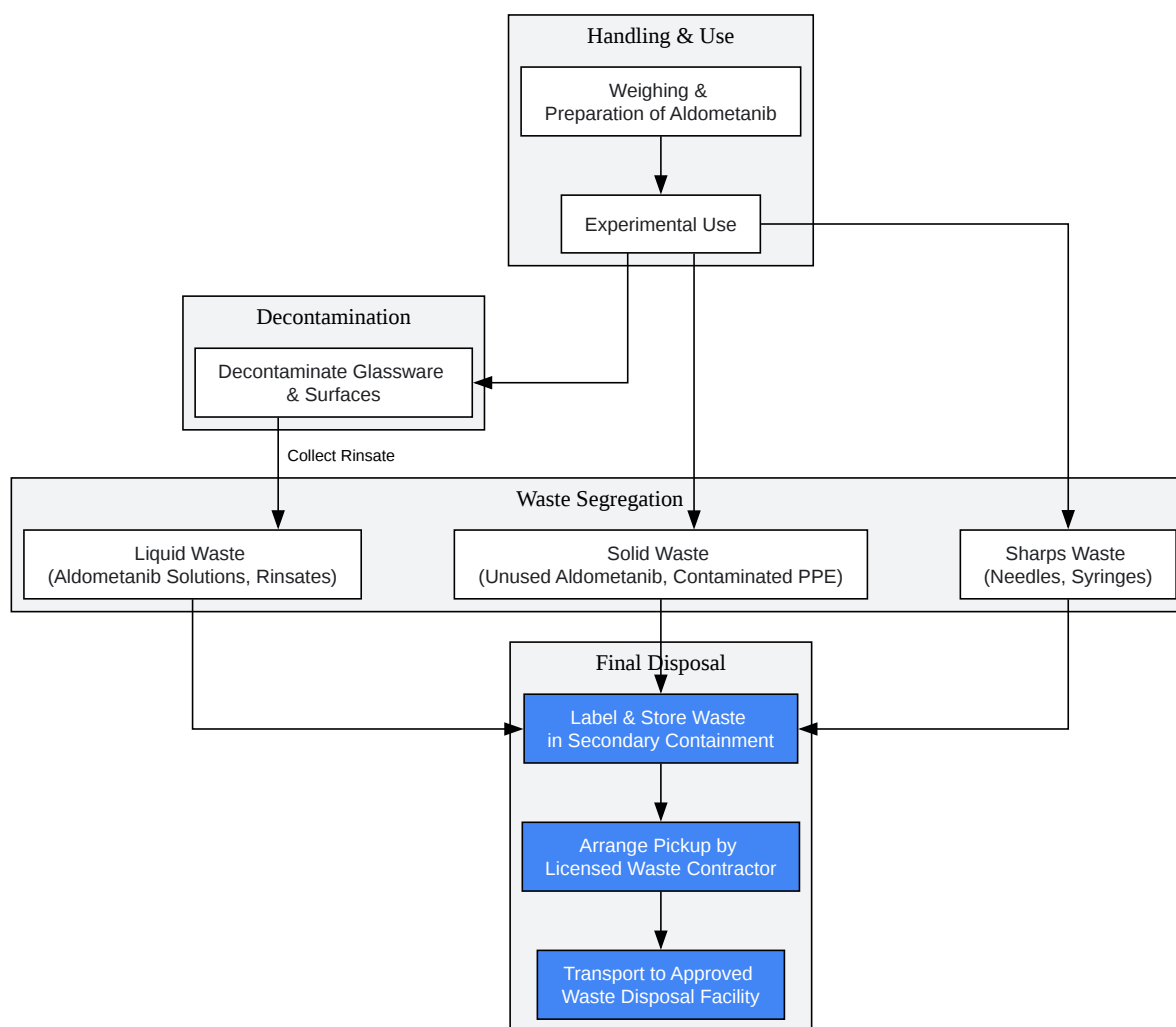 Handling & Use
Weighing &
Preparation of Aldometanib
Experimental Use
Decontamination
Decontaminate Glassware
& Surfaces
Collect Rinsate
Waste Segregation
Liquid Waste
(Aldometanib Solutions, Rinsates)
Solid Waste
(Unused Aldometanib, Contaminated PPE)
Sharps Waste
(Needles, Syringes)
Final Disposal
Label & Store Waste
in Secondary Containment
Arrange Pickup by
Licensed Waste Contractor
Transport to Approved
Waste Disposal Facility